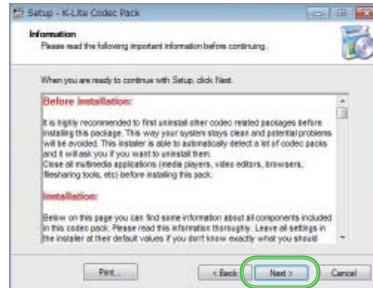 Setup - K-Lite Codec Pack
Information
Please read the following important information before continuing.
When you are ready to continue with Setup, click Next.
Before installation:
It is highly recommended to first uninstall other codec related packages before
installing this package. This way your system stays clean and potential problems
will be avoided. This installer is able to automatically detect a lot of codec packs
and it will ask you if you want to uninstall them.
Close all multimedia applications (media players, video editors, browsers,
filesharing tools, etc) before installing this pack.
Installation:
Below on this page you can find some information about all components included
in this codec pack. Please read this information thoroughly. Leave all settings in
the installer at their default values if you don't know exactly what you should
Print...
< Back
Next >
Cancel